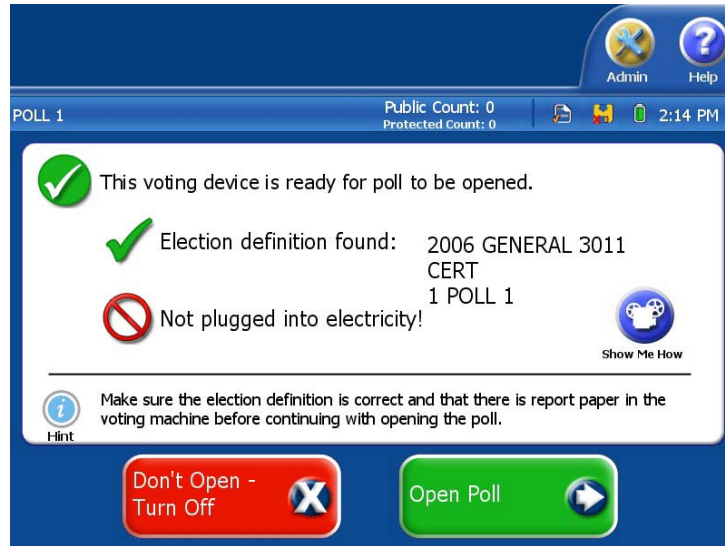 Admin
Help
POLL 1
Public Count: 0
Protected Count: 0
2:14 PM
This voting device is ready for poll to be opened.
Election definition found:
2006 GENERAL 3011
CERT
1 POLL 1
Not plugged into electricity!
Show Me How
Make sure the election definition is correct and that there is report paper in the
voting machine before continuing with opening the poll.
Hint
Don't Open -
Turn Off
X
Open Poll